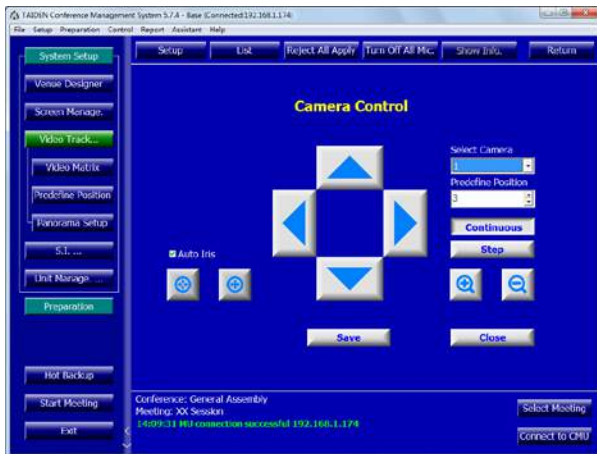 TAIDEN Conference Management System 5.7.4 - Base (Connected:192.168.1.174)
File Setup Preparation Control Report Assistant Help
System Setup
Setup List Reject All Apply Turn Off All Mic. Show Info. Return
Venue Designer
Screen Manage.
Video Track...
Video Matrix
Predefine Position
Panorama Setup
S.I. ...
Unit Manage. ...
Preparation
Hot Backup
Start Meeting
Exit
Camera Control
Select Camera
1
Predefine Position
3
Continuous
Step
Auto Iris
Save Close
Conference: General Assembly
Meeting: XX Session
14:09:31 MU connection successful 192.168.1.174
Select Meeting
Connect to CMU